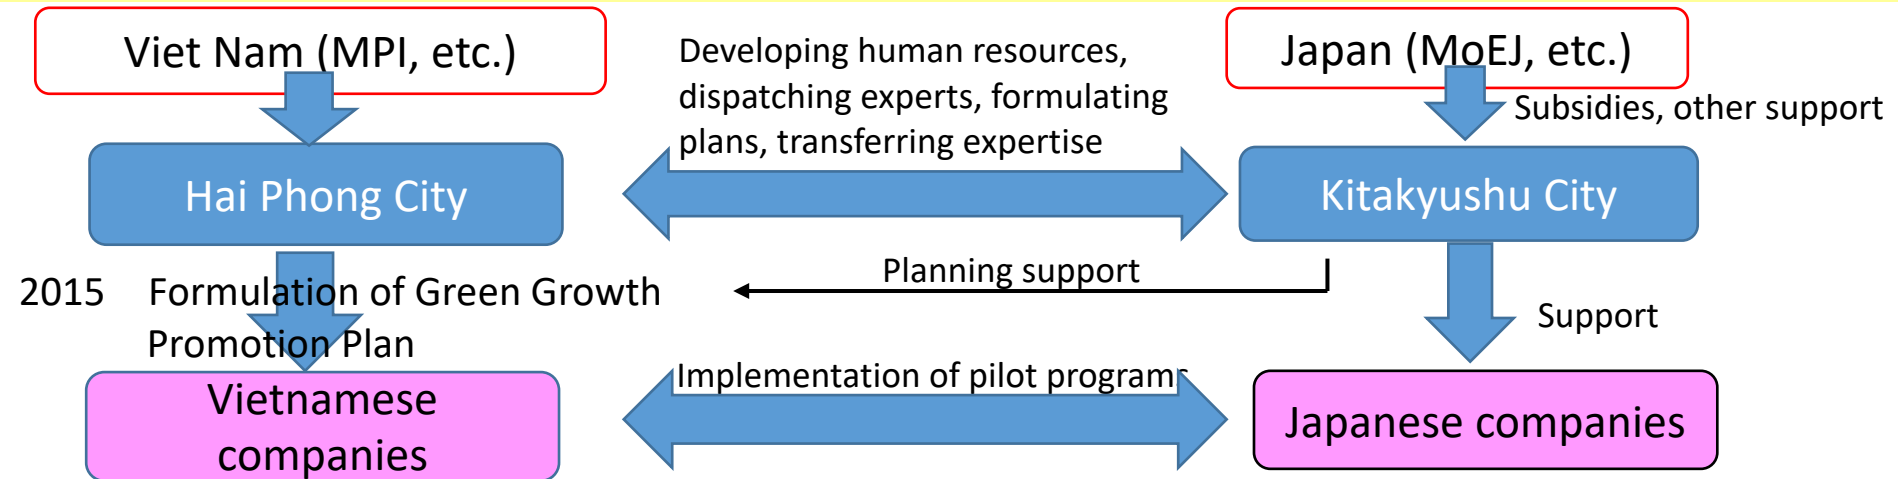 Viet Nam (MPI, etc.)
Developing human resources,
dispatching experts, formulating
plans, transferring expertise
Japan (MoEJ, etc.)
Subsidies, other support
Hai Phong City
Kitakyushu City
Planning support
2015 Formulation of Green Growth
Promotion Plan
Support
Implementation of pilot programs
Vietnamese
companies
Japanese companies